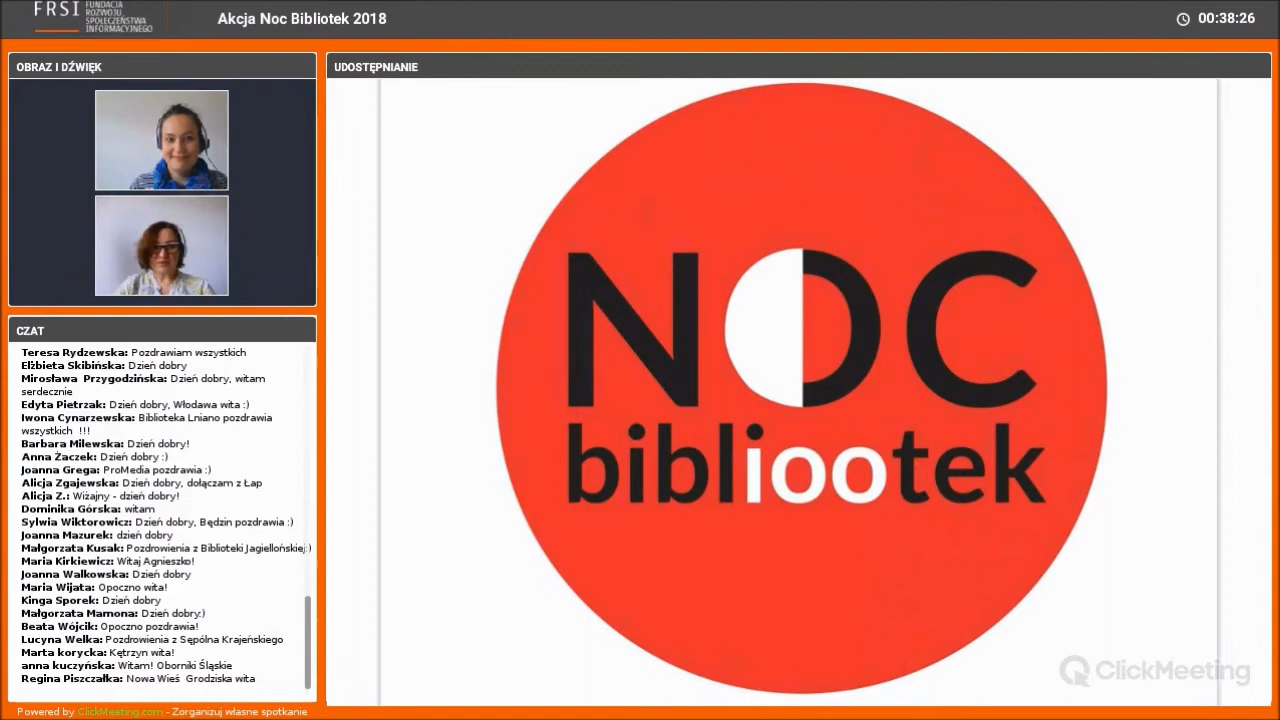 FRSI FUNDACJA
ROZWOJU
SPOŁECZEŃSTWA
INFORMACYJNEGO
Akcja Noc Bibliotek 2018
00:38:26
OBRAZ I DŹWIĘK
UDOSTĘPNIANIE
NOC
bibliootek
ClickMeeting
CZAT
Teresa Rydzewska: Pozdrawiam wszystkich
Elżbieta Skibińska: Dzień dobry
Mirosława Przygodzińska: Dzień dobry, witam
serdecznie
Edyta Pietrzak: Dzień dobry, Włodawa wita :)
Iwona Cynarzewska: Biblioteka Lniano pozdrawia
wszystkich !!!
Barbara Milewska: Dzień dobry!
Anna Żaczek: Dzień dobry :)
Joanna Grega: ProMedia pozdrawia :)
Alicja Zgajewska: Dzień dobry, dołączam z Łap
Alicja Z.: Wiżajny - dzień dobry!
Dominika Górska: witam
Sylwia Wiktorowicz: Dzień dobry, Będzin pozdrawia :)
Joanna Mazurek: dzień dobry
Małgorzata Kusak: Pozdrowienia z Biblioteki Jagiellońskiej:)
Maria Kirkiewicz: Witaj Agnieszko!
Joanna Walkowska: Dzień dobry
Maria Wijata: Opoczno wita!
Kinga Sporek: Dzień dobry
Małgorzata Mamona: Dzień dobry:)
Beata Wójcik: Opoczno pozdrawia!
Lucyna Welka: Pozdrowienia z Sępólna Krajeńskiego
Marta korycka: Kętrzyn wita!
anna kuczyńska: Witam! Oborniki Śląskie
Regina Piszczałka: Nowa Wieś Grodziska wita
Powered by ClickMeeting.com - Zorganizuj własne spotkanie